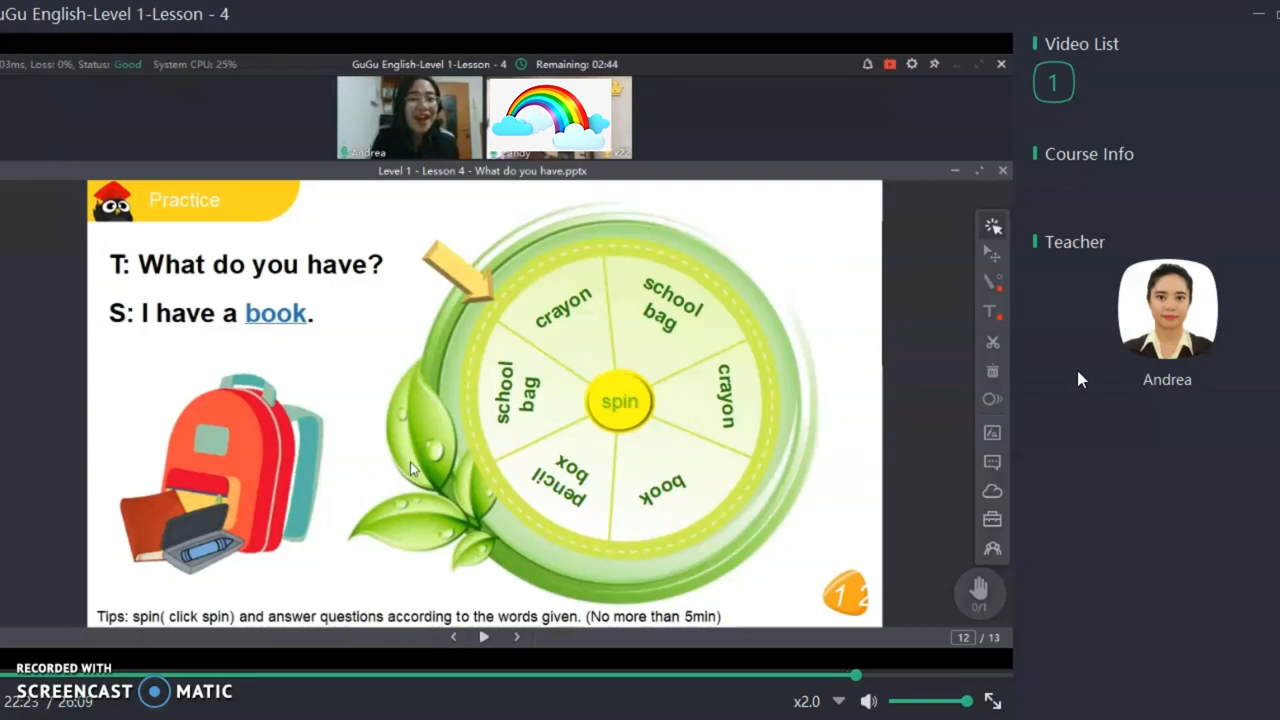 uGu English-Level 1-Lesson - 4
03ms, Loss: 0%, Status: Good System CPU: 25%
GuGu English-Level 1-Lesson - 4 Remaining: 02:44
Andrea
andy
Level 1 - Lesson 4 - What do you have.pptx
Practice
T: What do you have?
S: I have a book.
crayon
school
bag
crayon
book
pencil
box
school
bag
spin
12
Tips: spin( click spin) and answer questions according to the words given. (No more than 5min)
0/1
12 / 13
RECORDED WITH
SCREENCAST MATIC
22:23 / 26:09
x2.0
Video List
1
Course Info
Teacher
Andrea